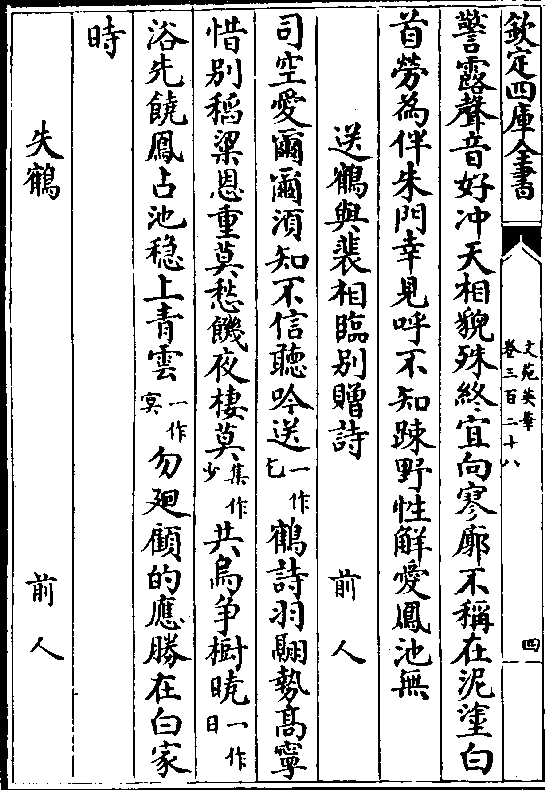 欽定四庫全書
文苑英華
卷三百二十八
四
警露聲音好冲天相貌殊終宜向寥廓不稱在泥塗白
首勞為伴朱門幸見呼不知踈野性解愛鳳池無
送鶴與裴相臨別贈詩 前人
司空愛爾爾湏知不信聽吟送一作乞鶴詩羽翮勢髙寧
惜别稻粱恩重莫愁饑夜棲莫集作少共烏争樹曉一作日
浴先饒鳳占池穏上青雲一作㝠勿廻顧的應勝在白家
時
失鶴 前人